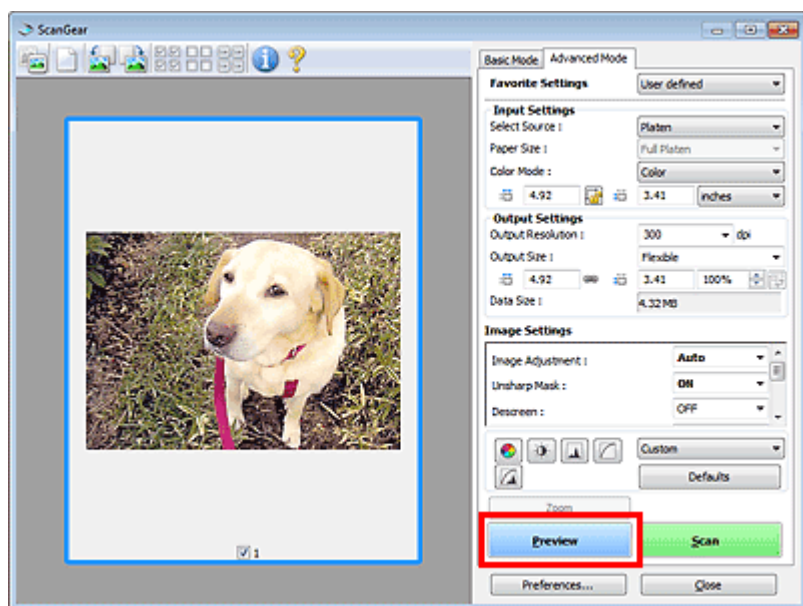 ScanGear
Basic Mode Advanced Mode
Favorite Settings User defined
Input Settings
Select Source : Platen
Paper Size : Full Platen
Color Mode : Color
4.92 3.41 inches
Output Settings
Output Resolution : 300 dpi
Output Size : Flexible
4.92 3.41 100%
Data Size : 4.32 MB
Image Settings
Image Adjustment : Auto
Unsharp Mask : ON
Descreen : OFF
Custom
Defaults
Zoom
Preview Scan
1
Preferences... Close